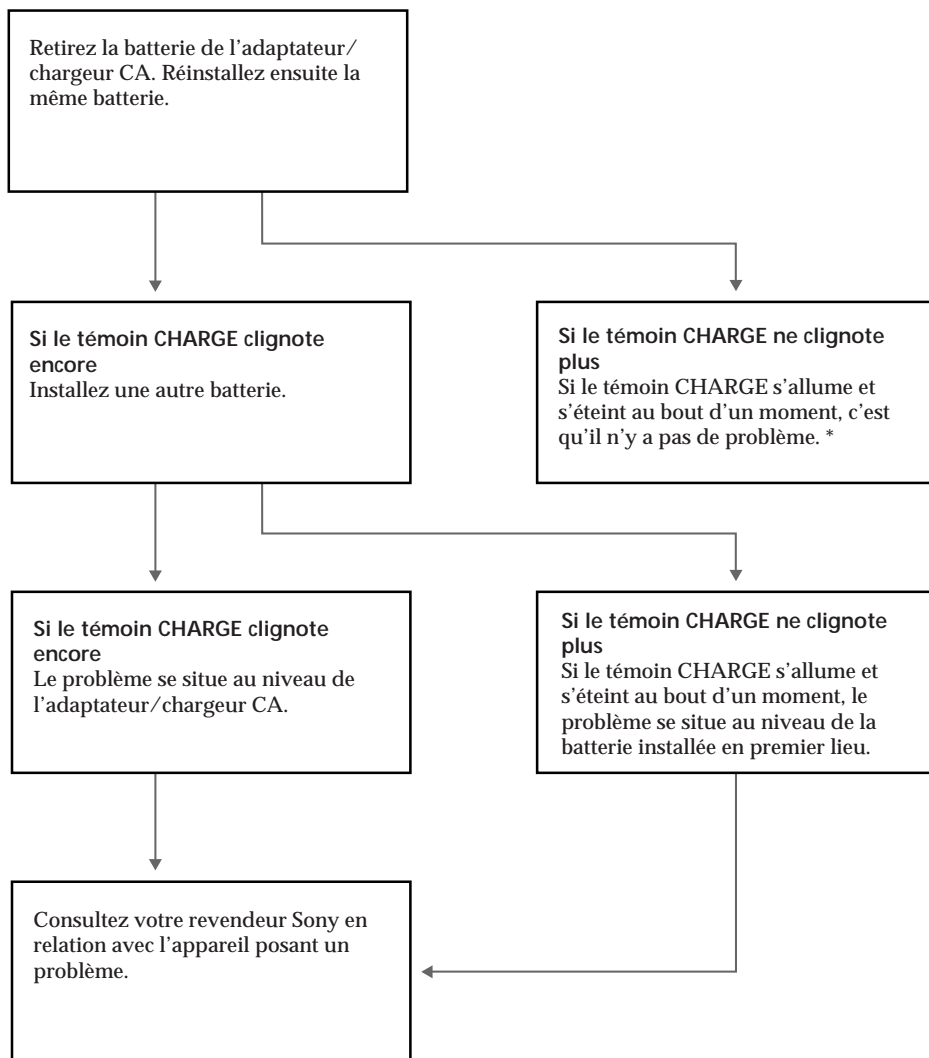 Retirez la batterie de l'adaptateur/
chargeur CA. Réinstallez ensuite la
même batterie.
Si le témoin CHARGE clignote
encore
Installez une autre batterie.
Si le témoin CHARGE ne clignote
plus
Si le témoin CHARGE s'allume et
s'éteint au bout d'un moment, c'est
qu'il n'y a pas de problème. *
Si le témoin CHARGE clignote
encore
Le problème se situe au niveau de
l'adaptateur/chargeur CA.
Si le témoin CHARGE ne clignote
plus
Si le témoin CHARGE s'allume et
s'éteint au bout d'un moment, le
problème se situe au niveau de la
batterie installée en premier lieu.
Consultez votre revendeur Sony en
relation avec l'appareil posant un
problème.